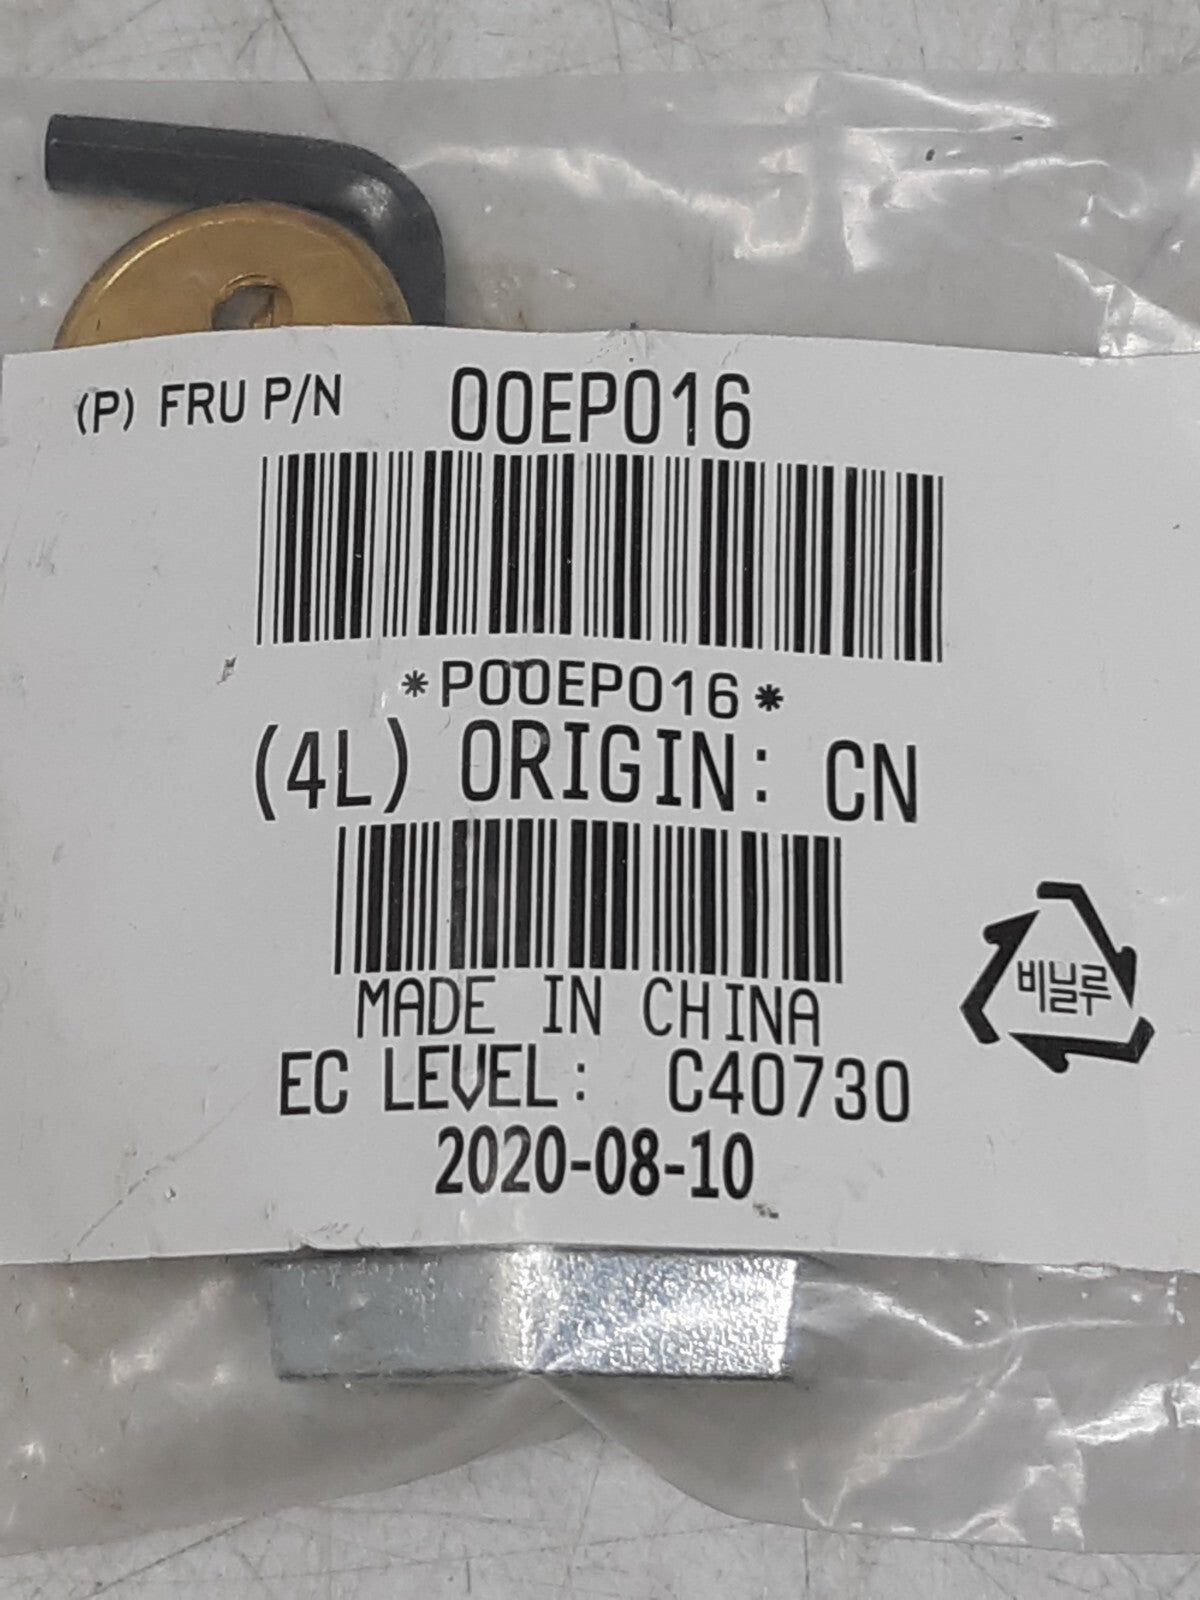 (P) FRU P/N 00EP016
*P00EP016*
(4L) ORIGIN: CN
MADE IN CHINA
비닐류
EC LEVEL: C40730
2020-08-10